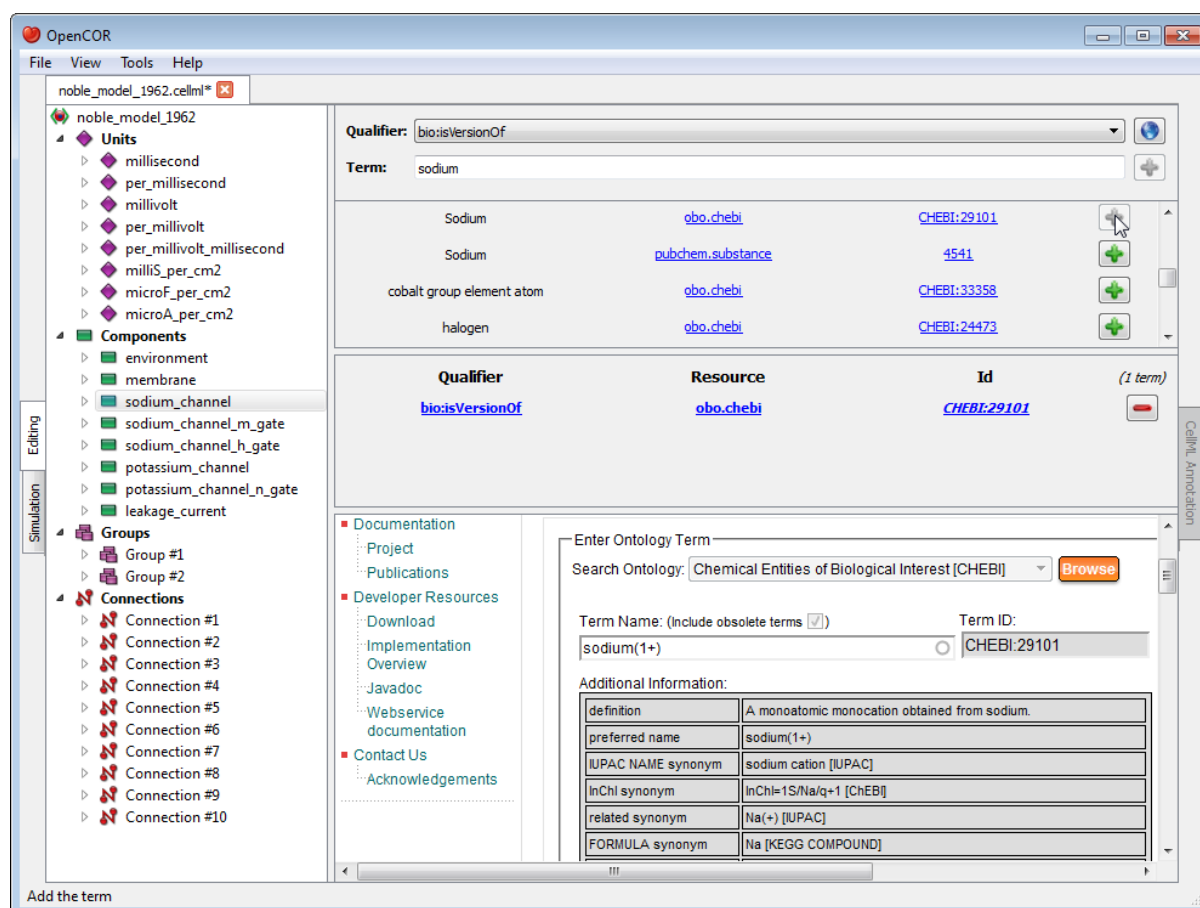 OpenCOR
File View Tools Help
noble_model_1962.cellml*
noble_model_1962
Units
millisecond
per_millisecond
millivolt
per_millivolt
per_millivolt_millisecond
milliS_per_cm2
microF_per_cm2
microA_per_cm2
Components
environment
membrane
sodium_channel
sodium_channel_m_gate
sodium_channel_h_gate
potassium_channel
potassium_channel_n_gate
leakage_current
Groups
Group #1
Group #2
Connections
Connection #1
Connection #2
Connection #3
Connection #4
Connection #5
Connection #6
Connection #7
Connection #8
Connection #9
Connection #10
Editing
Simulation
Qualifier: bio:isVersionOf
Term: sodium
Sodium obo.chebi CHEBI:29101
Sodium pubchem.substance 4541
cobalt group element atom obo.chebi CHEBI:33358
halogen obo.chebi CHEBI:24473
Qualifier Resource Id (1 term)
bio:isVersionOf obo.chebi CHEBI:29101
CellML Annotation
Documentation
Project
Publications
Developer Resources
Download
Implementation
Overview
Javadoc
Webservice
documentation
Contact Us
Acknowledgements
Enter Ontology Term
Search Ontology: Chemical Entities of Biological Interest [CHEBI] Browse
Term Name: (Include obsolete terms ) Term ID:
sodium(1+) CHEBI:29101
Additional Information:
definition A monoatomic monocation obtained from sodium.
preferred name sodium(1+)
IUPAC NAME synonym sodium cation [IUPAC]
InChI synonym InChI=1S/Na/q+1 [ChEBI]
related synonym Na(+) [IUPAC]
FORMULA synonym Na [KEGG COMPOUND]
Add the term